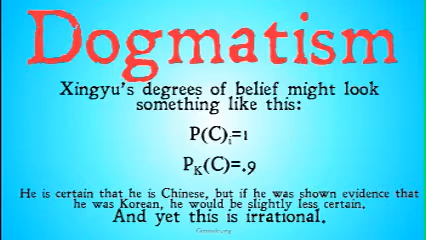 Dogmatism
Xingyu's degrees of belief might look
something like this:
P(C)ᵢ=1
Pₖ(C)=.9
He is certain that he is Chinese, but if he was shown evidence that
he was Korean, he would be slightly less certain.
And yet this is irrational.